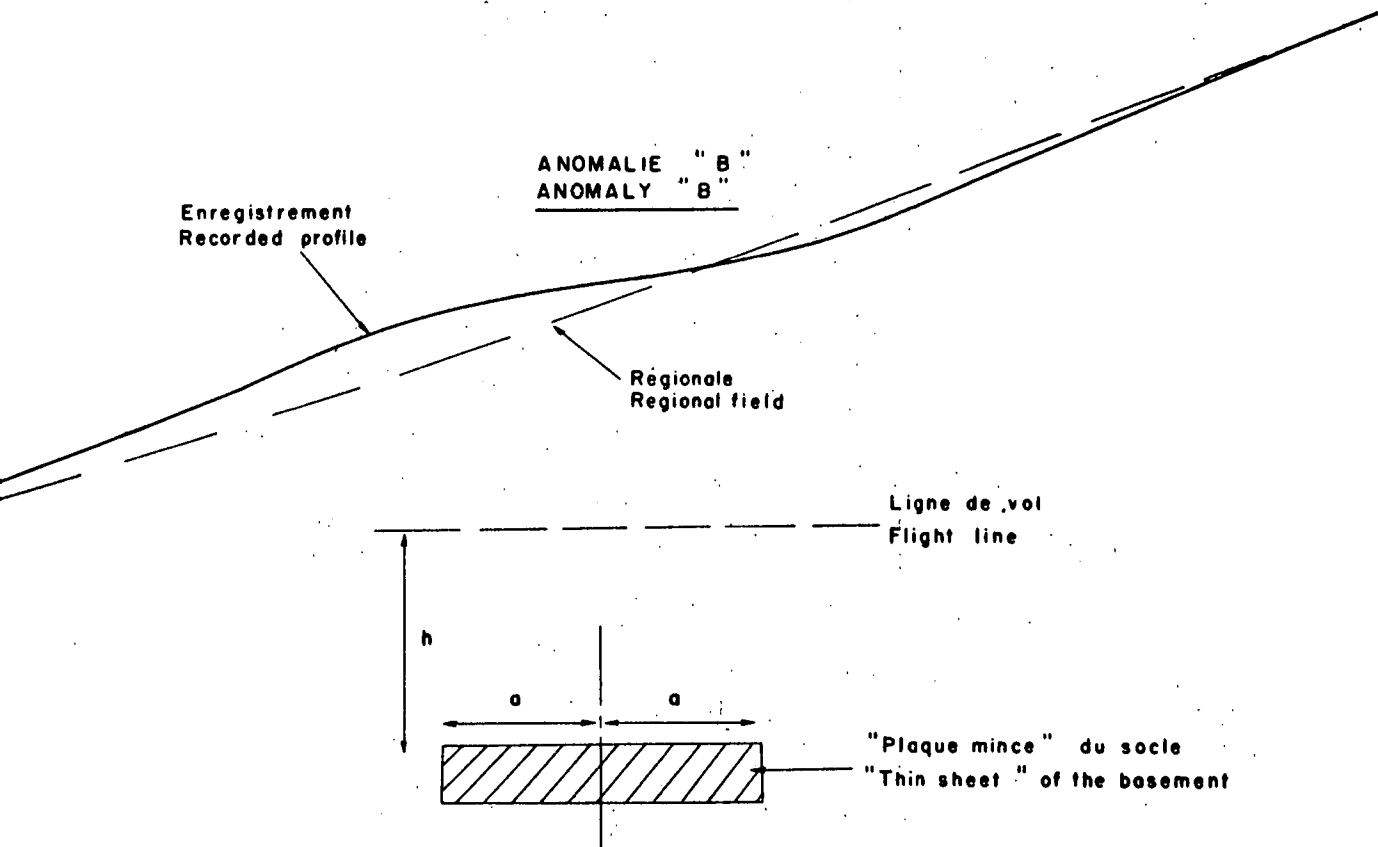 ANOMALIE "B"
ANOMALY "B"
Enregistrement
Recorded profile
Régionale
Regional field
Ligne de vol
Flight line
h
a a
"Plaque mince" du socle
"Thin sheet" of the basement